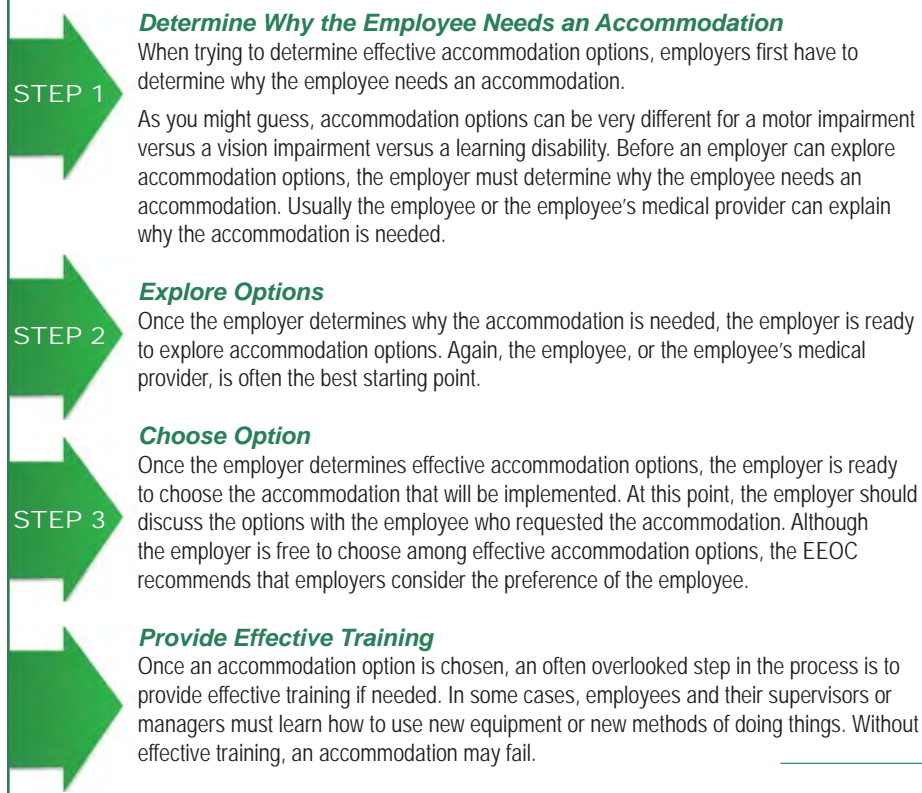 Determine Why the Employee Needs an Accommodation
When trying to determine effective accommodation options, employers first have to
determine why the employee needs an accommodation.
STEP 1
As you might guess, accommodation options can be very different for a motor impairment
versus a vision impairment versus a learning disability. Before an employer can explore
accommodation options, the employer must determine why the employee needs an
accommodation. Usually the employee or the employee's medical provider can explain
why the accommodation is needed.
Explore Options
STEP 2
Once the employer determines why the accommodation is needed, the employer is ready
to explore accommodation options. Again, the employee, or the employee's medical
provider, is often the best starting point.
Choose Option
Once the employer determines effective accommodation options, the employer is ready
to choose the accommodation that will be implemented. At this point, the employer should
STEP 3
discuss the options with the employee who requested the accommodation. Although
the employer is free to choose among effective accommodation options, the EEOC
recommends that employers consider the preference of the employee.
Provide Effective Training
Once an accommodation option is chosen, an often overlooked step in the process is to
provide effective training if needed. In some cases, employees and their supervisors or
managers must learn how to use new equipment or new methods of doing things. Without
effective training, an accommodation may fail.